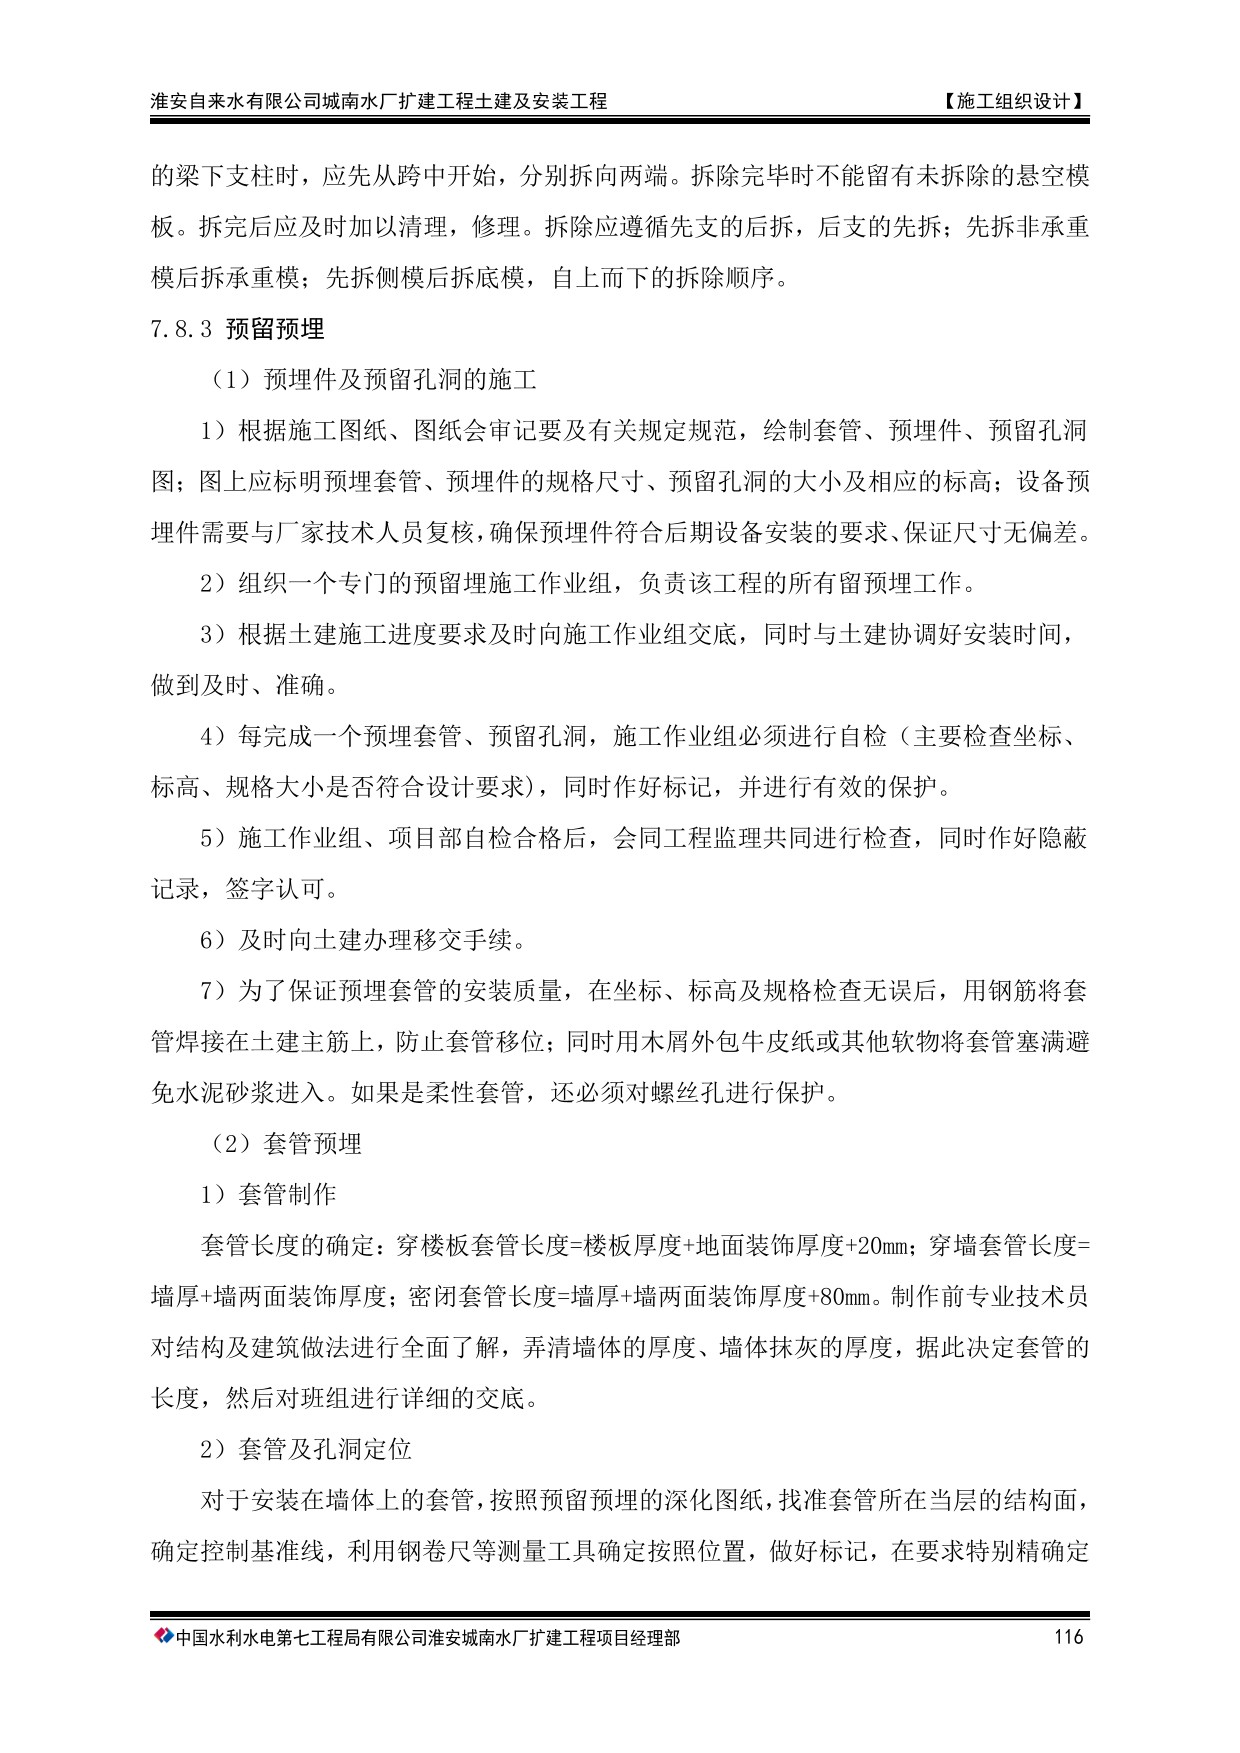 淮安自来水有限公司城南水厂扩建工程土建及安装工程 【施工组织设计】
的梁下支柱时，应先从跨中开始，分别拆向两端。拆除完毕时不能留有未拆除的悬空模
板。拆完后应及时加以清理，修理。拆除应遵循先支的后拆，后支的先拆；先拆非承重
模后拆承重模；先拆侧模后拆底模，自上而下的拆除顺序。
7.8.3 预留预埋
（1）预埋件及预留孔洞的施工
1）根据施工图纸、图纸会审记要及有关规定规范，绘制套管、预埋件、预留孔洞
图；图上应标明预埋套管、预埋件的规格尺寸、预留孔洞的大小及相应的标高；设备预
埋件需要与厂家技术人员复核，确保预埋件符合后期设备安装的要求、保证尺寸无偏差。
2）组织一个专门的预留埋施工作业组，负责该工程的所有留预埋工作。
3）根据土建施工进度要求及时向施工作业组交底，同时与土建协调好安装时间，
做到及时、准确。
4）每完成一个预埋套管、预留孔洞，施工作业组必须进行自检（主要检查坐标、
标高、规格大小是否符合设计要求），同时作好标记，并进行有效的保护。
5）施工作业组、项目部自检合格后，会同工程监理共同进行检查，同时作好隐蔽
记录，签字认可。
6）及时向土建办理移交手续。
7）为了保证预埋套管的安装质量，在坐标、标高及规格检查无误后，用钢筋将套
管焊接在土建主筋上，防止套管移位；同时用木屑外包牛皮纸或其他软物将套管塞满避
免水泥砂浆进入。如果是柔性套管，还必须对螺丝孔进行保护。
（2）套管预埋
1）套管制作
套管长度的确定：穿楼板套管长度=楼板厚度+地面装饰厚度+20mm；穿墙套管长度=
墙厚+墙两面装饰厚度；密闭套管长度=墙厚+墙两面装饰厚度+80mm。制作前专业技术员
对结构及建筑做法进行全面了解，弄清墙体的厚度、墙体抹灰的厚度，据此决定套管的
长度，然后对班组进行详细的交底。
2）套管及孔洞定位
对于安装在墙体上的套管，按照预留预埋的深化图纸，找准套管所在当层的结构面，
确定控制基准线，利用钢卷尺等测量工具确定按照位置，做好标记，在要求特别精确定
中国水利水电第七工程局有限公司淮安城南水厂扩建工程项目经理部 116